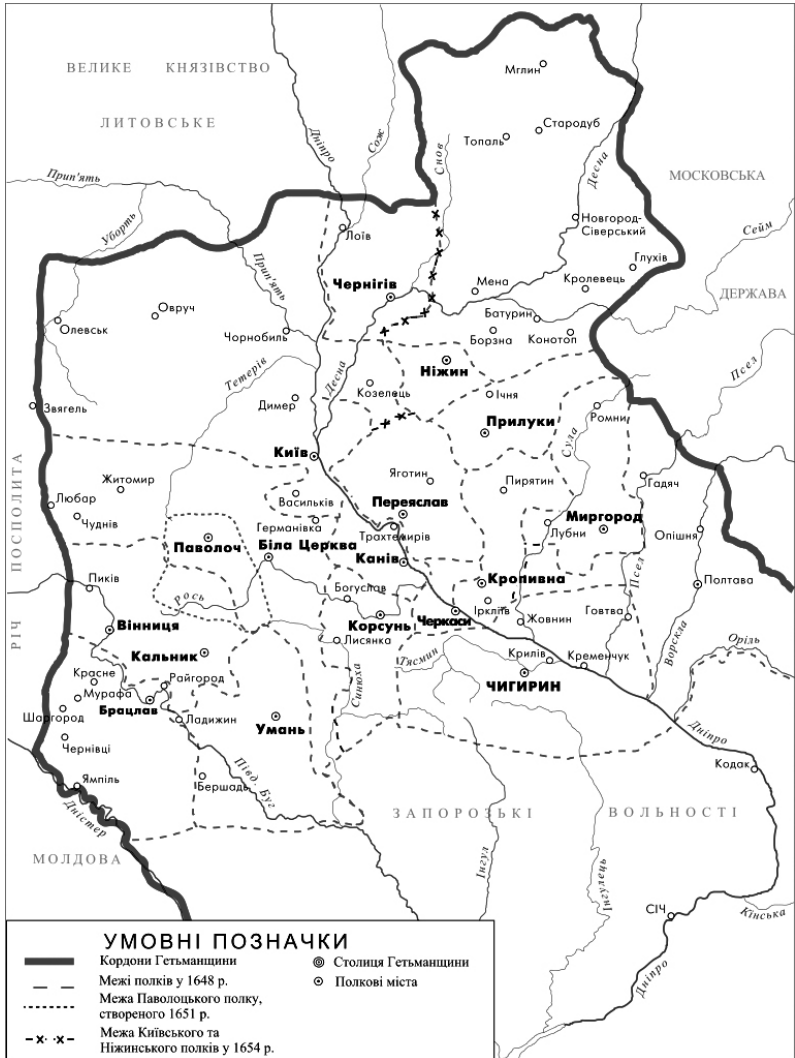 ВЕЛИКЕ КНЯЗІВСТВО
ЛИТОВСЬКЕ
Мглин
Стародуб
Топаль
Дніпро
Сож
Снов
Десна
МОСКОВСЬКА
Прип'ять
Уборть
Лоїв
Новгород-
Сіверський
Сейм
Прип'ять
Чернігів
Мена
Кролевець
Глухів
ДЕРЖАВА
Овруч
Олевськ
Чорнобиль
Батурин
Борзна
Конотоп
Псел
Тетерів
Десна
Ніжин
Козелець
Ічня
Звягель
Димер
Прилуки
Ромни
Сула
Київ
Житомир
Яготин
Пирятин
Гадяч
Любар
Чуднів
Васильків
Германівка
Переяслав
Трахтемирів
Лубни
Миргород
Опішня
ПОСПОЛИТА
Паволоч
Біла Церква
Канів
Пиків
Рось
Богуслав
Кропивна
Іркліїв
Псел
Полтава
Вінниця
Корсунь
Черкаси
Жовнин
Говтва
Ворскла
Орізь
РІЧ
Кальник
Лисянка
Тясмин
Крилів
Кременчук
Красне
Мурафа
Райгород
Синюха
ЧИГИРИН
Шаргород
Брацлав
Ладижин
Умань
Чернівці
Дніпро
Ямпіль
Бершадь
Півд. Буг
Кодак
Дністер
ЗАПОРОЗЬКІ ВОЛЬНОСТІ
МОЛДОВА
Інгул
Інгулець
СІЧ
Кінська
Дніпро
УМОВНІ ПОЗНАЧКИ
Кордони Гетьманщини
Столиця Гетьманщини
Межі полків у 1648 р.
Полкові міста
Межа Паволоцького полку,
створеного 1651 р.
Межа Київського та
Ніжинського полків у 1654 р.